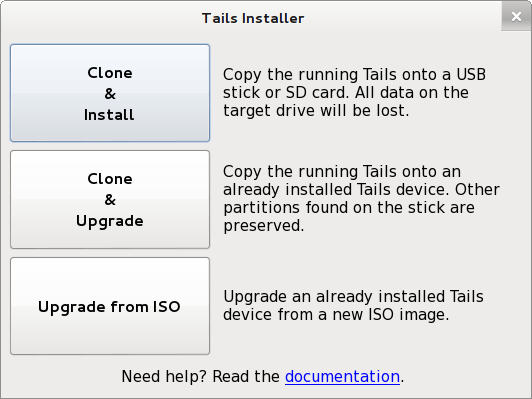 Tails Installer
Clone
&
Install
Copy the running Tails onto a USB
stick or SD card. All data on the
target drive will be lost.
Clone
&
Upgrade
Copy the running Tails onto an
already installed Tails device. Other
partitions found on the stick are
preserved.
Upgrade from ISO
Upgrade an already installed Tails
device from a new ISO image.
Need help? Read the documentation.